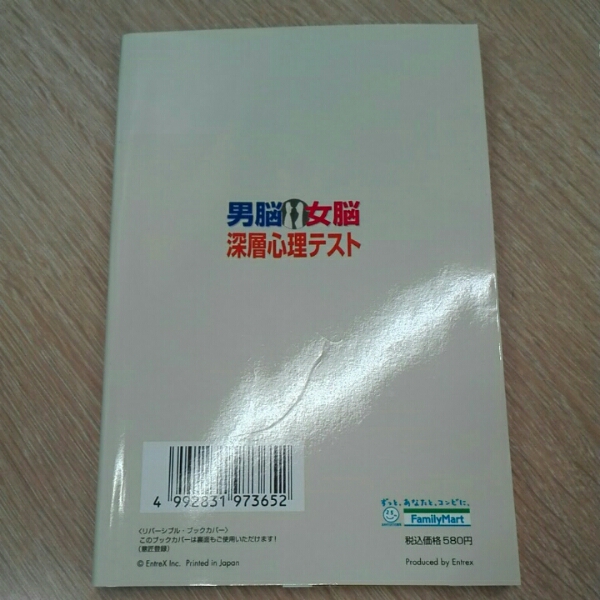 男脳 女脳
深層心理テスト
4 992831 973652
ずっと、あなたと、コンビに。
FamilyMart
〈リバーシブル・ブックカバー〉
このブックカバーは裏面もご使用いただけます!
(意匠登録)
税込価格580円
© EntreX Inc. Printed in Japan
Produced by Entrex